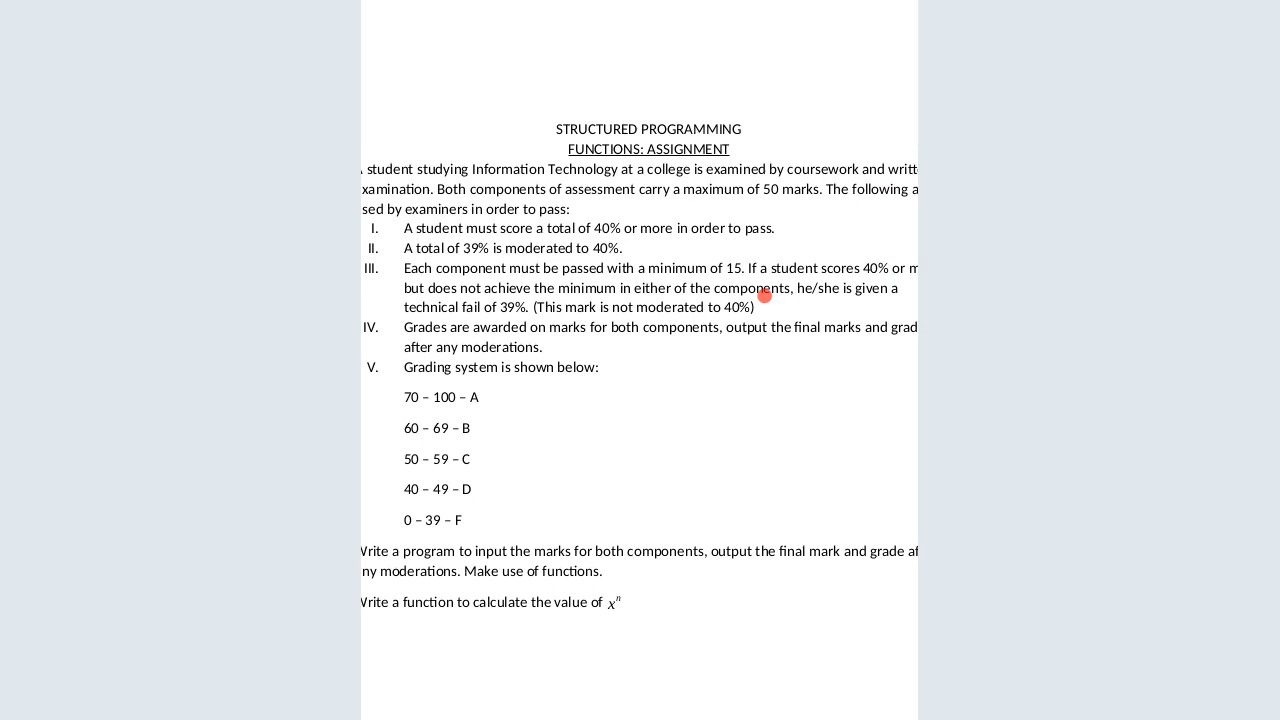 STRUCTURED PROGRAMMING
FUNCTIONS: ASSIGNMENT
student studying Information Technology at a college is examined by coursework and
xamination. Both components of assessment carry a maximum of 50 marks. The following a
sed by examiners in order to pass:
I. A student must score a total of 40% or more in order to pass.
II. A total of 39% is moderated to 40%.
III. Each component must be passed with a minimum of 15. If a student scores 40% or m
but does not achieve the minimum in either of the components, he/she is given a
technical fail of 39%. (This mark is not moderated to 40%)
IV. Grades are awarded on marks for both components, output the final marks and grad
after any moderations.
V. Grading system is shown below:
70 – 100 – A
60 – 69 – B
50 – 59 – C
40 – 49 – D
0 – 39 – F
Write a program to input the marks for both components, output the final mark and grade af
ny moderations. Make use of functions.
Write a function to calculate the value of xⁿ